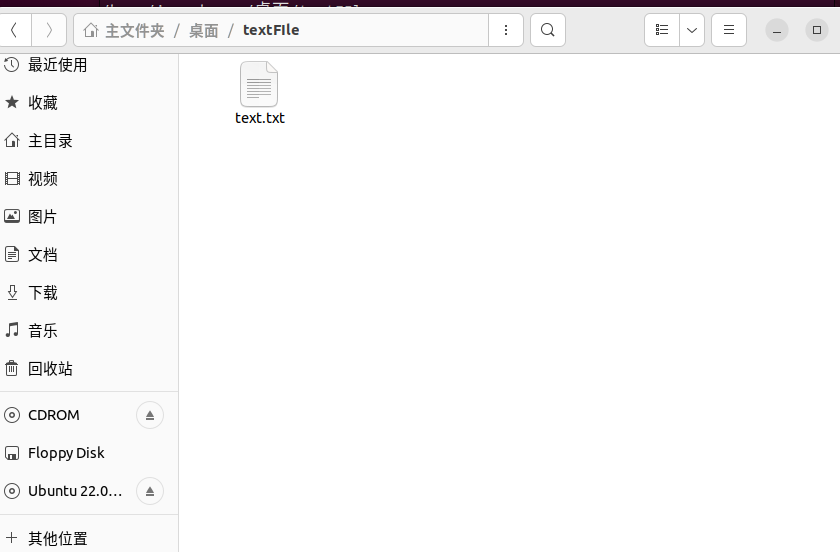 主文件夹 / 桌面 / textFIle
最近使用
收藏
主目录
视频
图片
文档
下载
音乐
回收站
CDROM
Floppy Disk
Ubuntu 22.0…
其他位置
text.txt